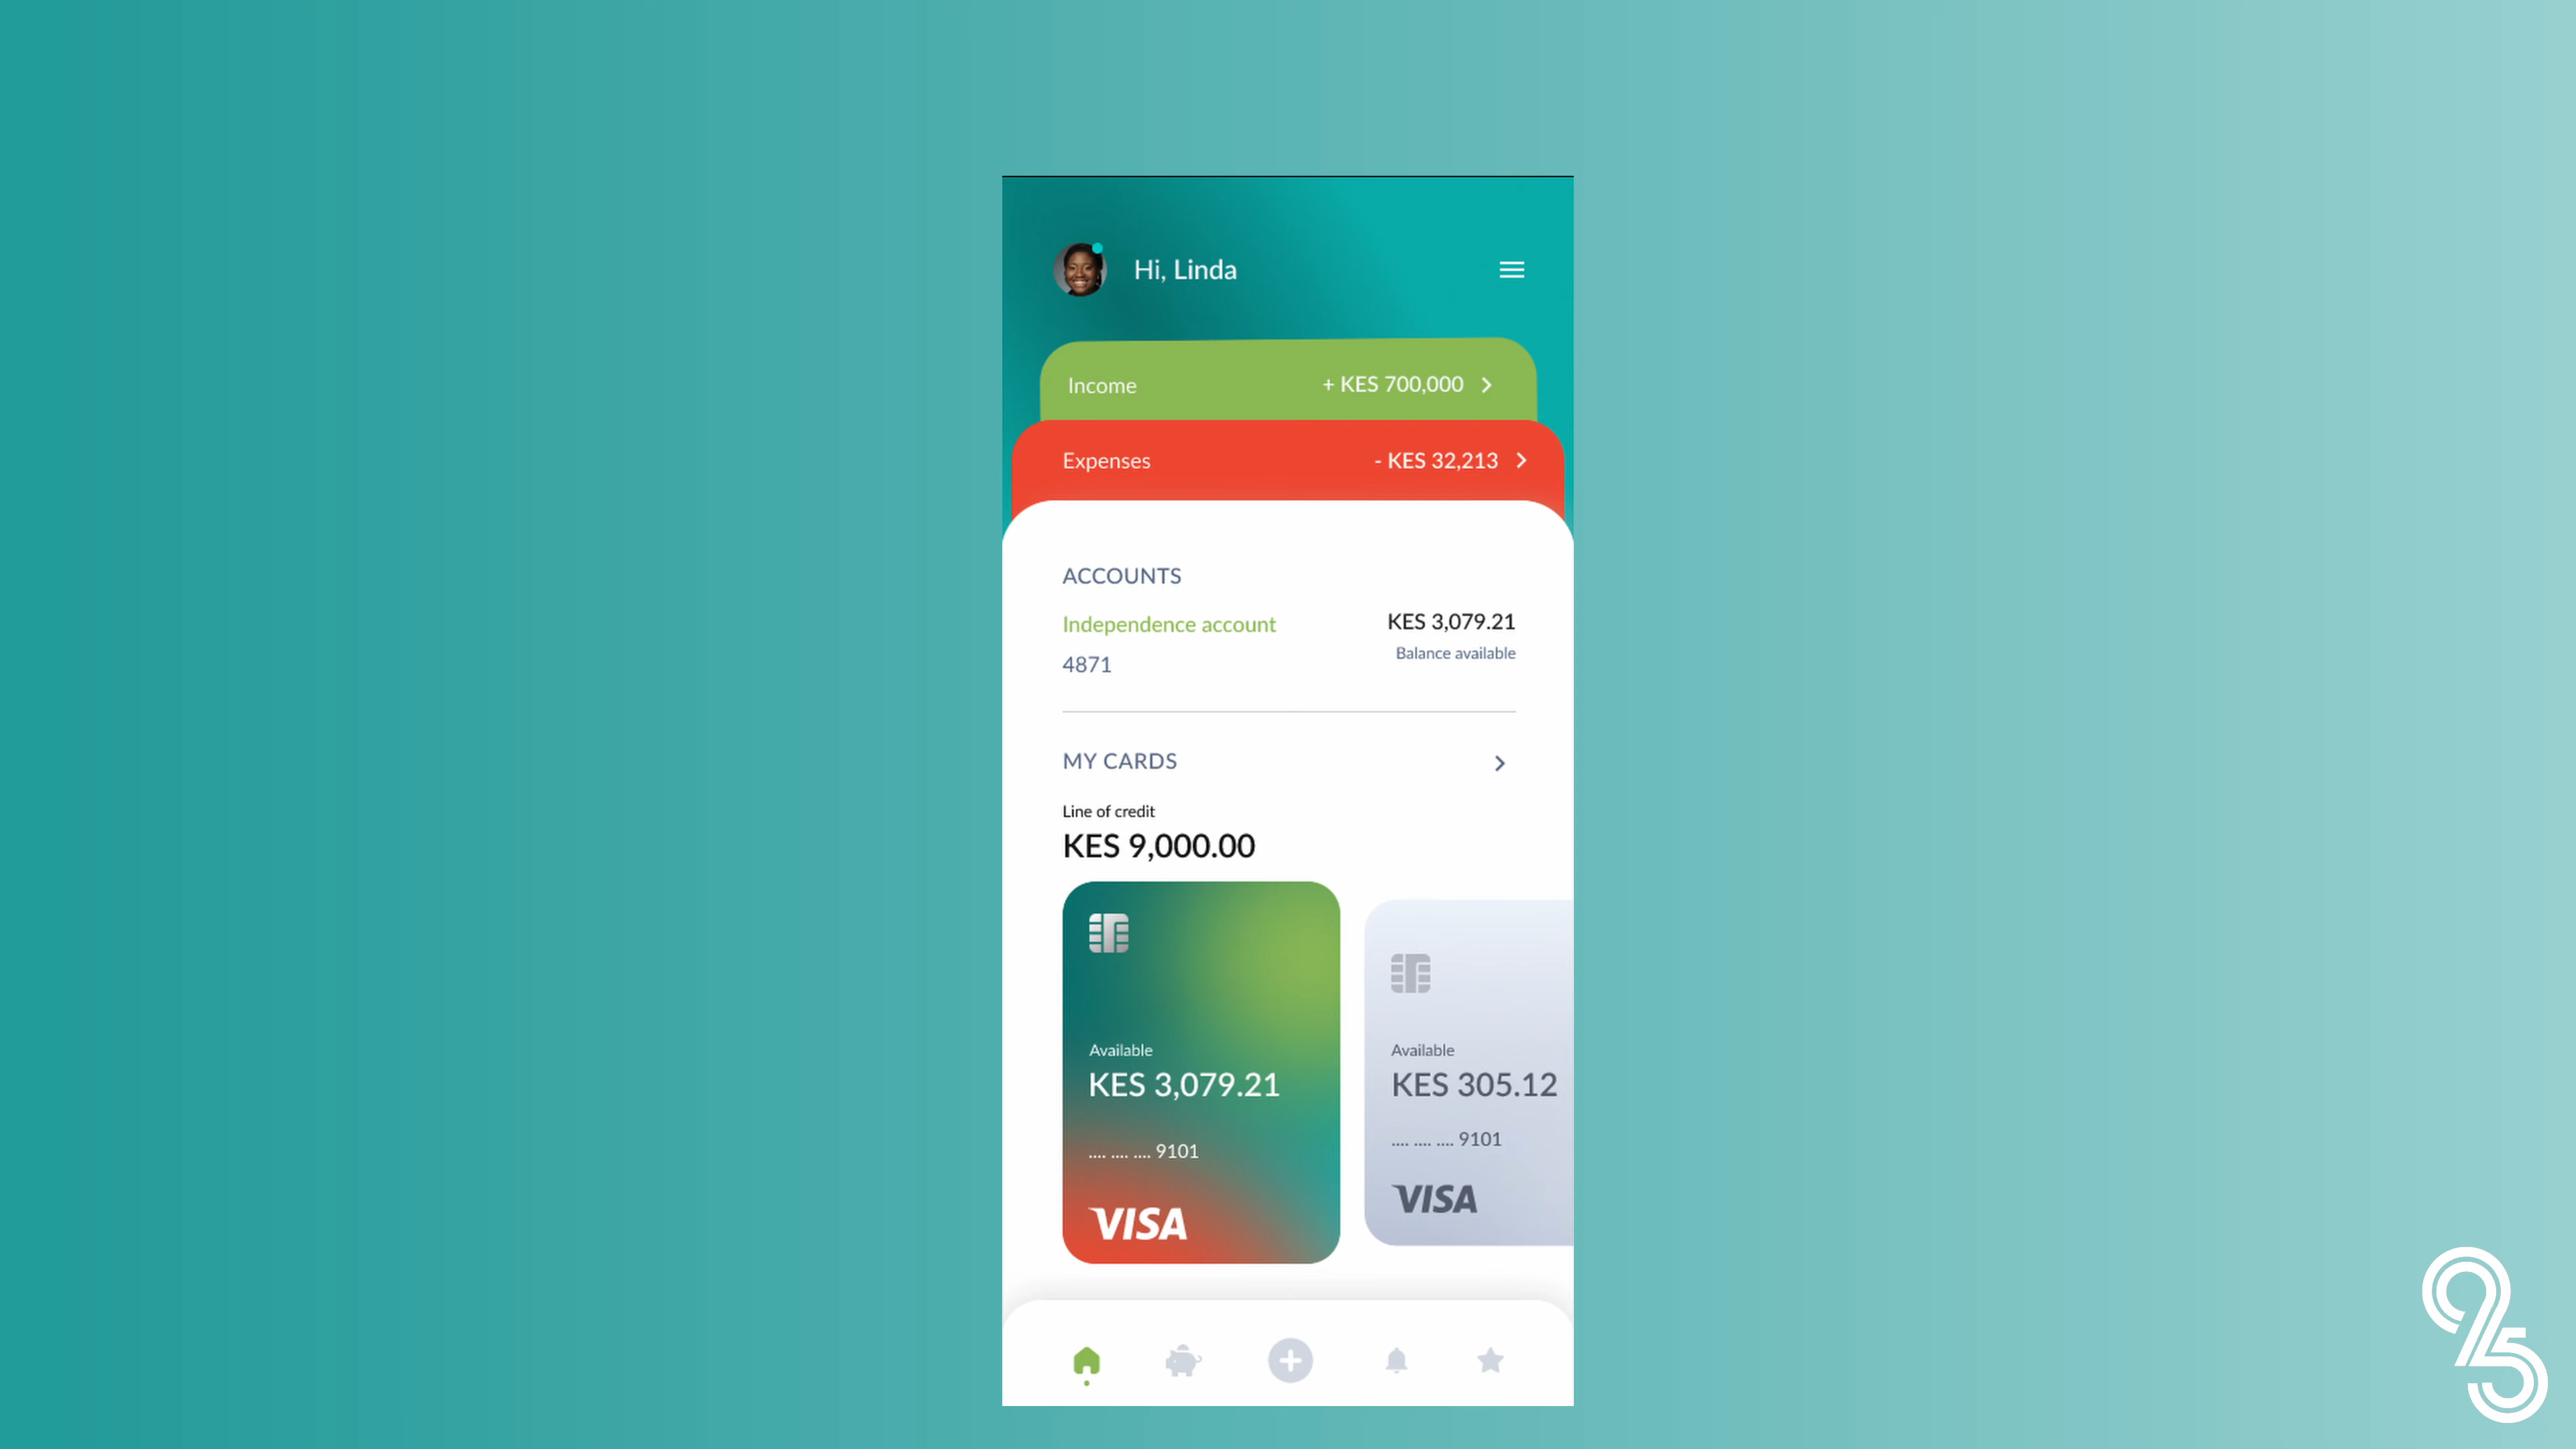 Hi, Linda
Income + KES 700,000
Expenses - KES 32,213
ACCOUNTS
Independence account KES 3,079.21
Balance available
4871
MY CARDS
Line of credit
KES 9,000.00
Available
KES 3,079.21
.... .... .... 9101
VISA
Available
KES 305.12
.... .... .... 9101
VISA
95